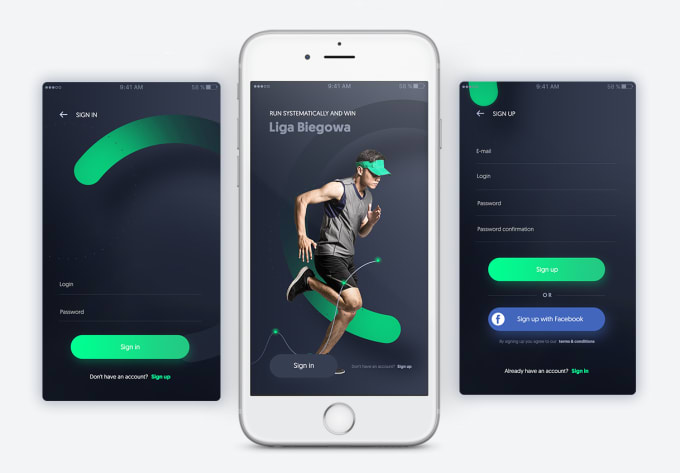 9:41 AM
58 %
SIGN IN
Login
Password
Sign in
Don't have an account? Sign up
9:41 AM
58 %
RUN SYSTEMATICALLY AND WIN
Liga Biegowa
Sign in
Don't have an account? Sign up
9:41 AM
58 %
SIGN UP
E-mail
Login
Password
Password confirmation
Sign up
OR
f
Sign up with Facebook
By signing up you agree to our terms & conditions
Already have an account? Sign in